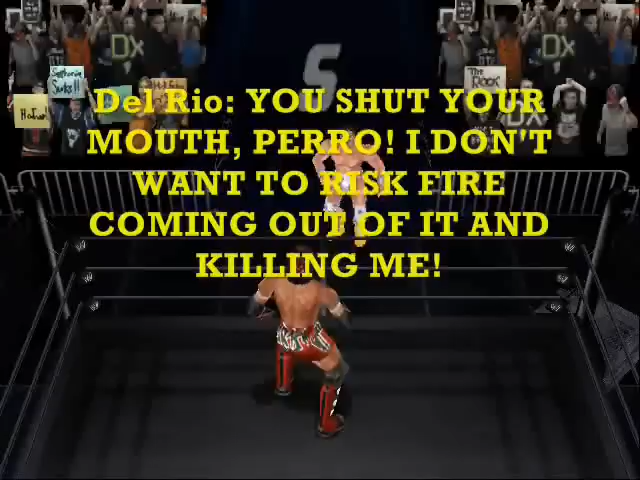 DX
Sucks!!
The
ROCK
DX
S
Del Rio: YOU SHUT YOUR
MOUTH, PERRO! I DON'T
WANT TO RISK FIRE
COMING OUT OF IT AND
KILLING ME!